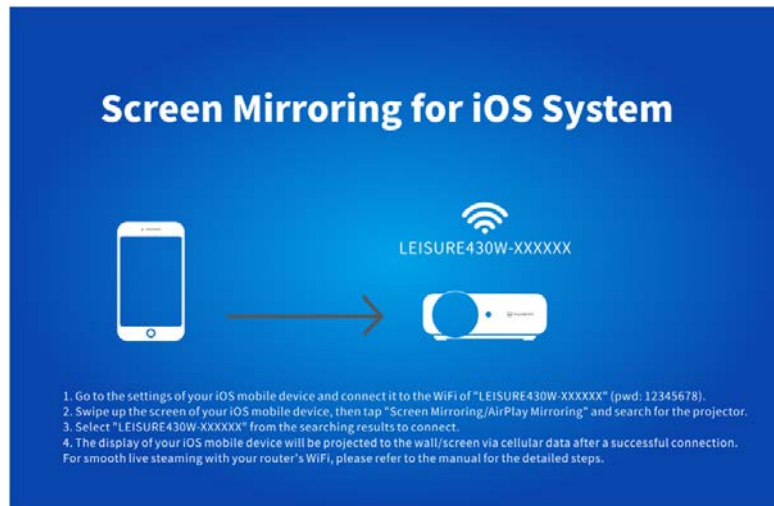 Screen Mirroring for iOS System
LEISURE430W-XXXXXX
1. Go to the settings of your iOS mobile device and connect it to the WiFi of "LEISURE430W-XXXXXX" (pwd: 12345678).
2. Swipe up the screen of your iOS mobile device, then tap "Screen Mirroring/AirPlay Mirroring" and search for the projector.
3. Select "LEISURE430W-XXXXXX" from the searching results to connect.
4. The display of your iOS mobile device will be projected to the wall/screen via cellular data after a successful connection.
For smooth live steaming with your router's WiFi, please refer to the manual for the detailed steps.